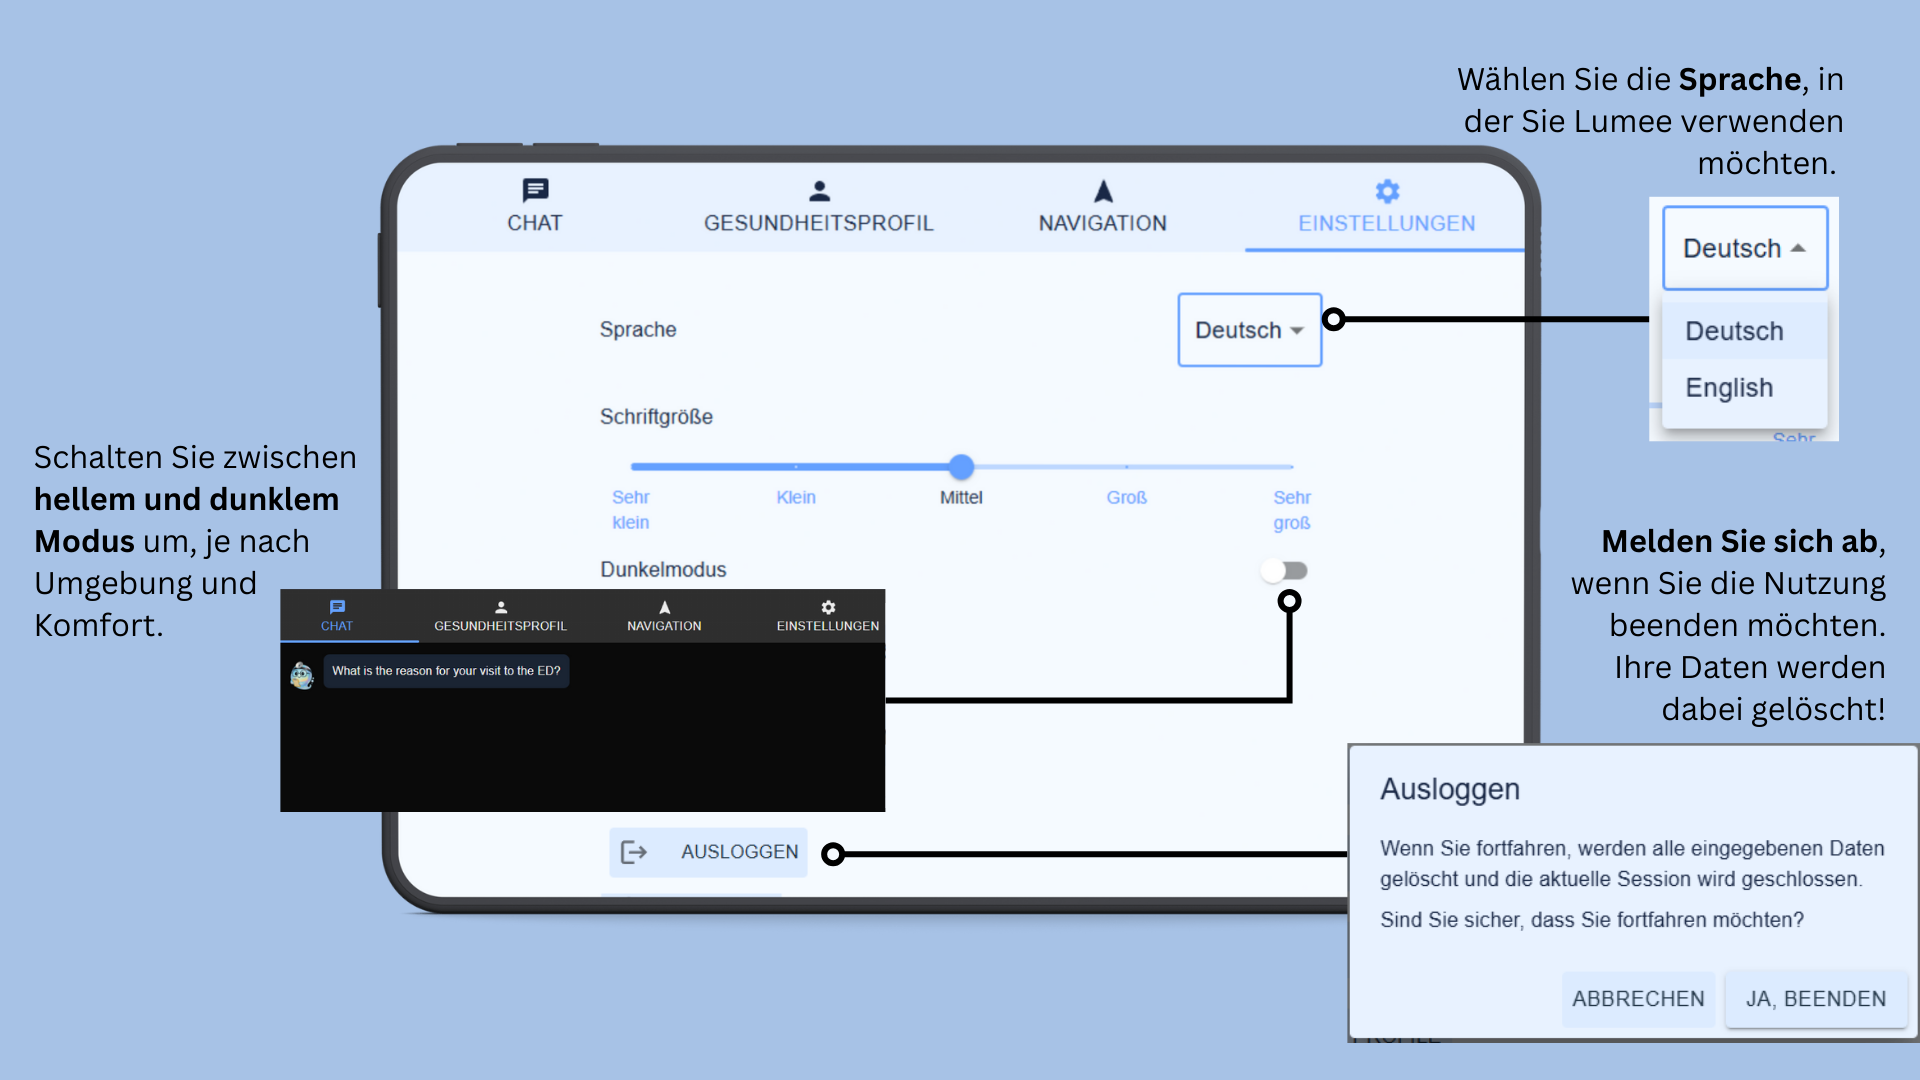 Wählen Sie die Sprache, in
der Sie Lumee verwenden
möchten.
CHAT
GESUNDHEITSPROFIL
NAVIGATION
EINSTELLUNGEN
Sprache
Deutsch
Deutsch
Deutsch
English
Sehr
Schriftgröße
Sehr
klein
Klein
Mittel
Groß
Sehr
groß
Schalten Sie zwischen
hellem und dunklem
Modus um, je nach
Umgebung und
Komfort.
Dunkelmodus
CHAT
GESUNDHEITSPROFIL
NAVIGATION
EINSTELLUNGEN
What is the reason for your visit to the ED?
Melden Sie sich ab,
wenn Sie die Nutzung
beenden möchten.
Ihre Daten werden
dabei gelöscht!
AUSLOGGEN
Ausloggen
Wenn Sie fortfahren, werden alle eingegebenen Daten
gelöscht und die aktuelle Session wird geschlossen.
Sind Sie sicher, dass Sie fortfahren möchten?
ABBRECHEN
JA, BEENDEN